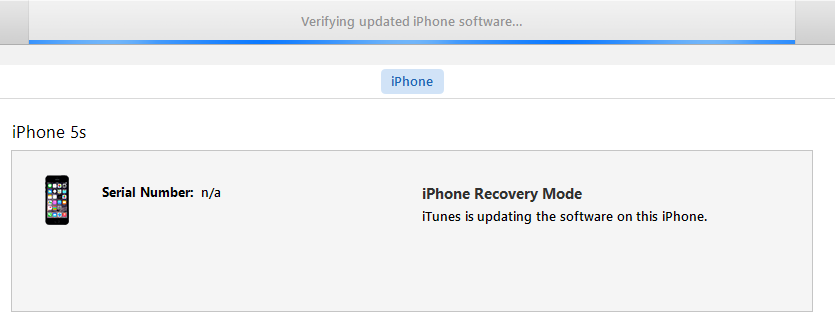 Verifying updated iPhone software...
iPhone
iPhone 5s
Serial Number: n/a
iPhone Recovery Mode
iTunes is updating the software on this iPhone.